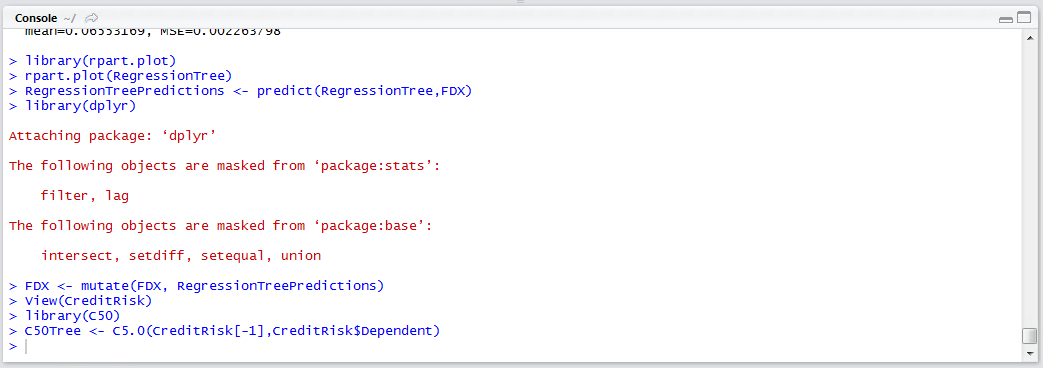 Console ~/
mean=0.06553169, MSE=0.002263798
> library(rpart.plot)
> rpart.plot(RegressionTree)
> RegressionTreePredictions <- predict(RegressionTree,FDX)
> library(dplyr)
Attaching package: ‘dplyr’
The following objects are masked from ‘package:stats’:
filter, lag
The following objects are masked from ‘package:base’:
intersect, setdiff, setequal, union
> FDX <- mutate(FDX, RegressionTreePredictions)
> View(CreditRisk)
> library(C50)
> C50Tree <- C5.0(CreditRisk[-1],CreditRisk$Dependent)
>